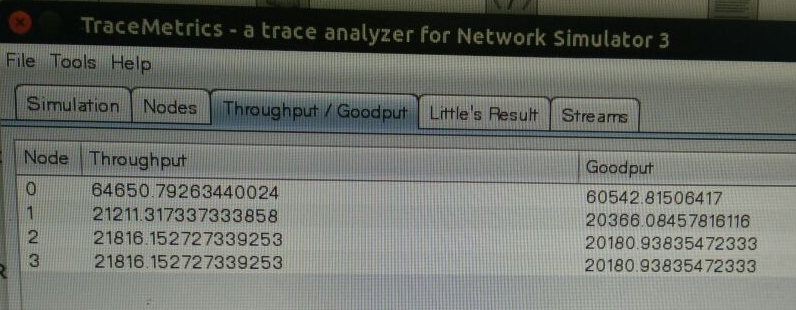 TraceMetrics - a trace analyzer for Network Simulator 3
File Tools Help
Simulation Nodes Throughput / Goodput Little's Result Streams
Node Throughput Goodput
0 64650.79263440024 60542.81506417
1 21211.317337333858 20366.08457816116
2 21816.152727339253 20180.93835472333
3 21816.152727339253 20180.93835472333